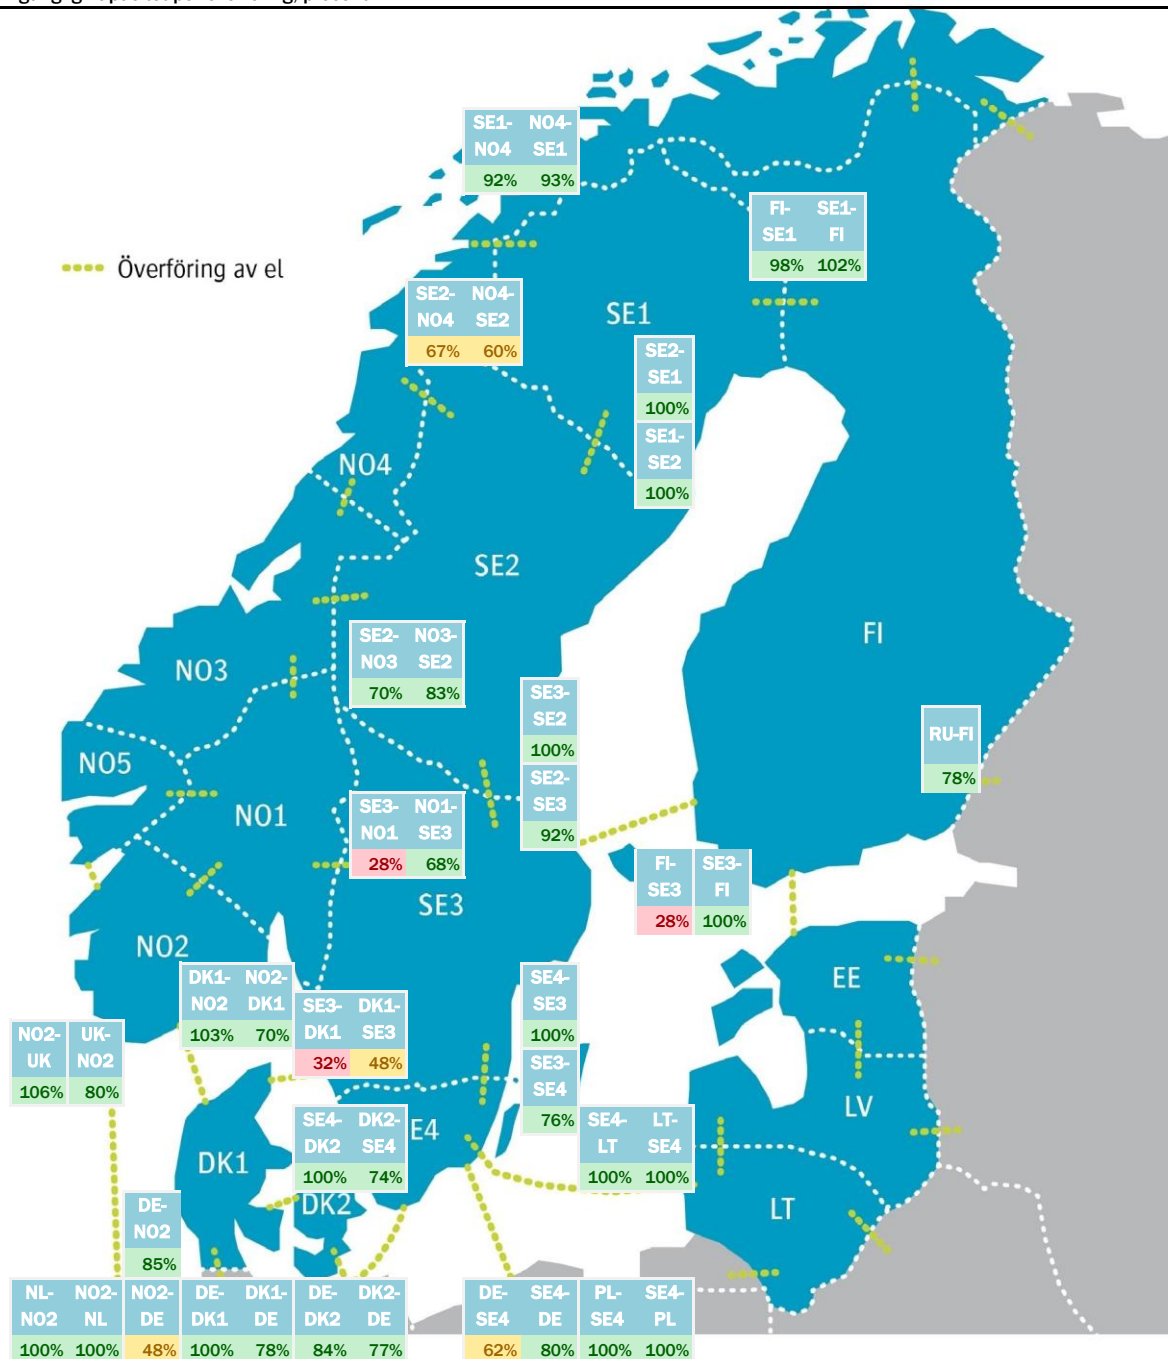 SE1- NO4-
NO4 SE1
92% 93%
FI- SE1-
SE1 FI
98% 102%
Överföring av el
SE2- NO4-
NO4 SE2
67% 60%
SE1
SE2-
SE1
100%
SE1-
SE2
100%
NO4
SE2
FI
SE2- NO3-
NO3 SE2
70% 83%
NO3
SE3-
SE2
100%
SE2-
SE3
92%
RU-FI
78%
NO5
NO1
SE3- NO1-
NO1 SE3
28% 68%
FI- SE3-
SE3 FI
28% 100%
SE3
NO2
DK1- NO2-
NO2 DK1
103% 70%
SE3- DK1-
DK1 SE3
32% 48%
SE4-
SE3
100%
SE3-
SE4
76%
EE
NO2- UK-
UK NO2
106% 80%
LV
SE4- DK2-
DK2 SE4
100% 74%
E4
SE4- LT-
LT SE4
100% 100%
DK1
DK2
LT
DE-
NO2
85%
NL- NO2- NO2- DE- DK1- DE- DK2-
NO2 NL DE DK1 DE DK2 DE
100% 100% 48% 100% 78% 84% 77%
DE- SE4- PL- SE4-
SE4 DE SE4 PL
62% 80% 100% 100%